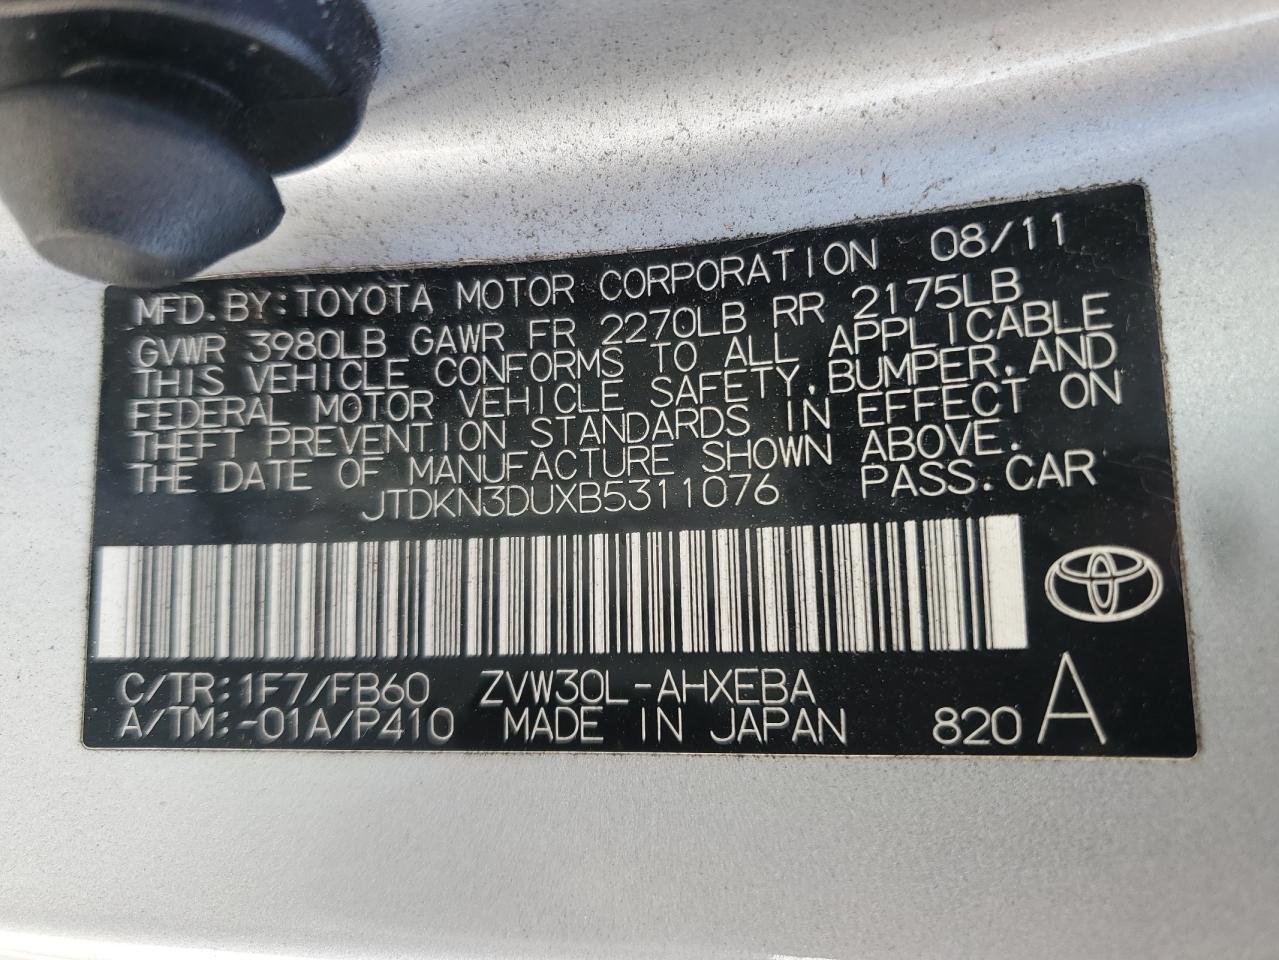 MFD.BY:TOYOTA MOTOR CORPORATION 08/11
GVWR 3980LB GAWR FR 2270LB RR 2175LB
THIS VEHICLE CONFORMS TO ALL APPLICABLE
FEDERAL MOTOR VEHICLE SAFETY,BUMPER,AND
THEFT PREVENTION STANDARDS IN EFFECT ON
THE DATE OF MANUFACTURE SHOWN ABOVE.
JTDKN3DUXB5311076 PASS.CAR
C/TR:1F7/FB60 ZVW30L-AHXEBA
A/TM:-01A/P410 MADE IN JAPAN 820 A